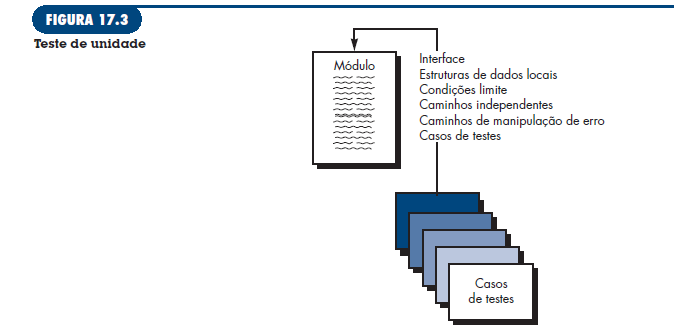 FIGURA 17.3
Teste de unidade
Módulo
Interface
Estruturas de dados locais
Condições limite
Caminhos independentes
Caminhos de manipulação de erro
Casos de testes
Casos
de testes